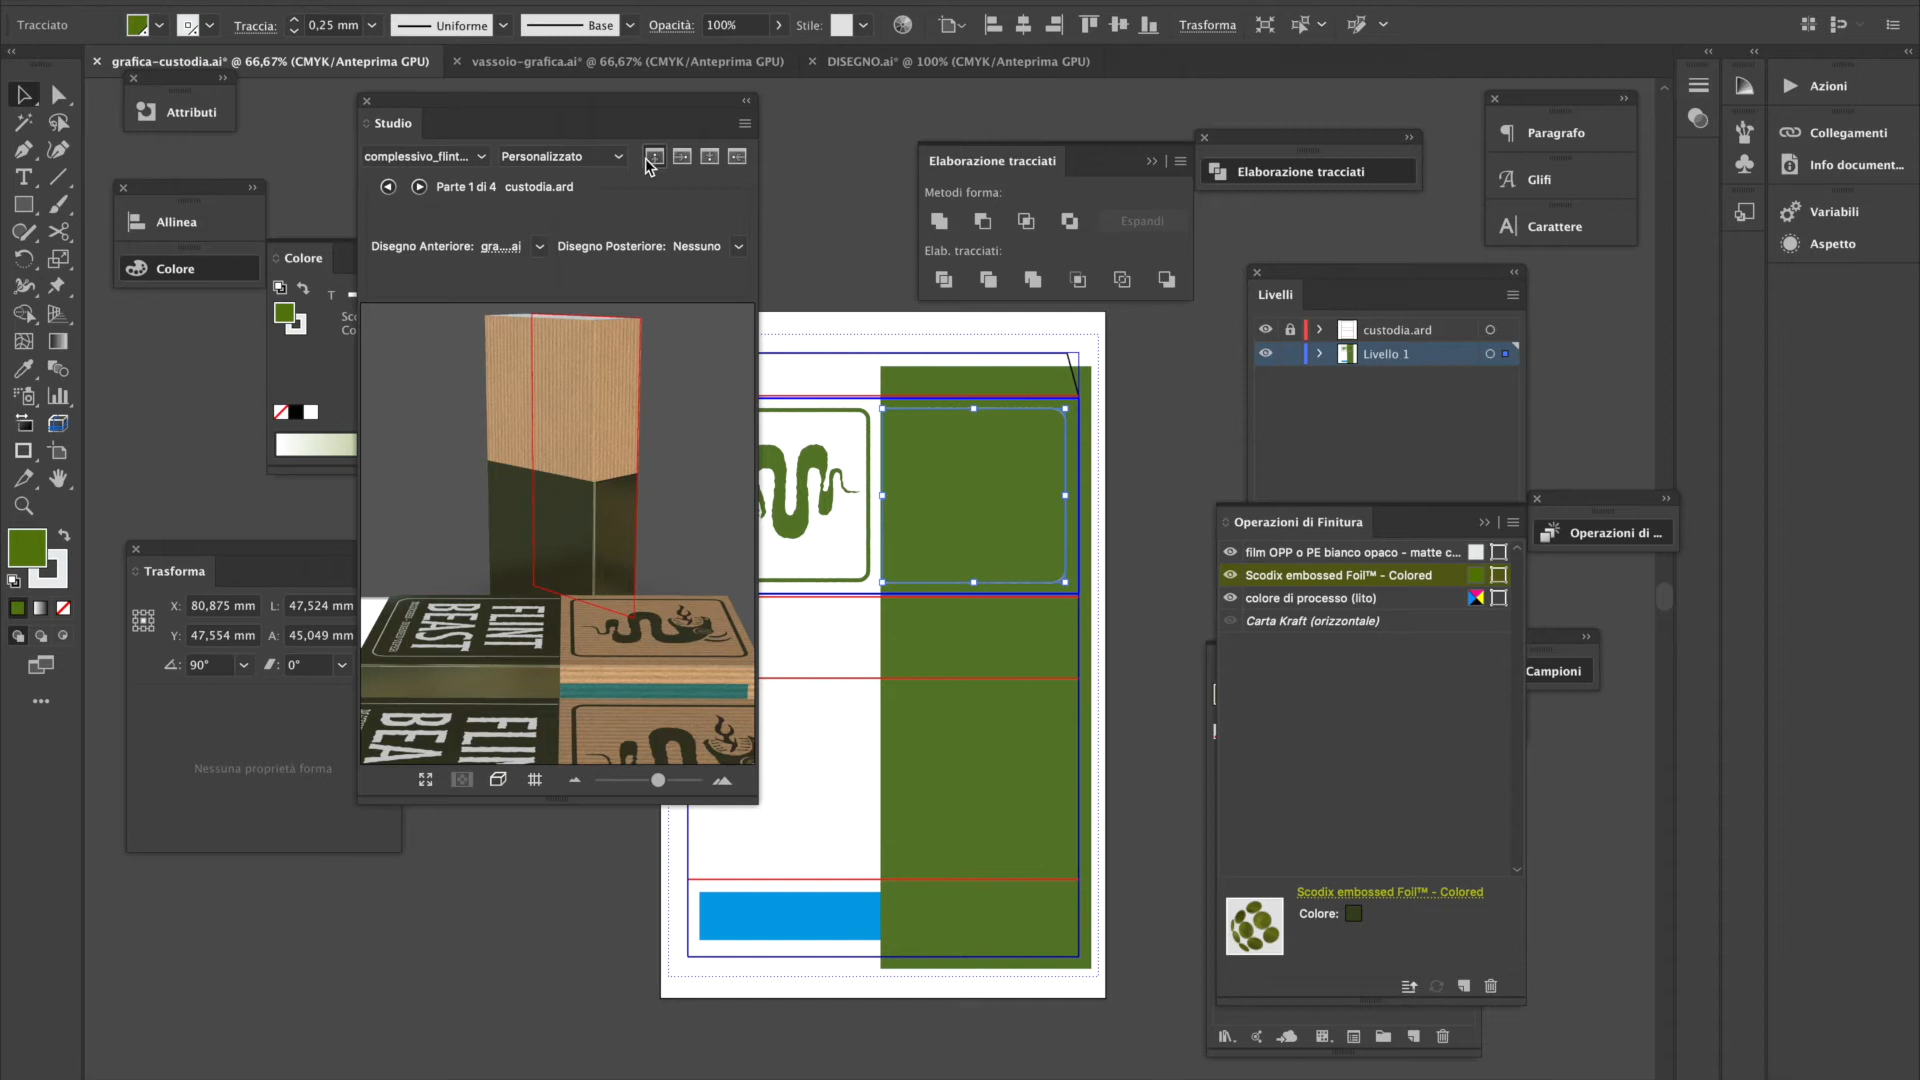 Tracciato
Traccia:
0,25 mm
Uniforme
Base
Opacità:
100%
Stile:
Trasforma
grafica-custodia.ai* @ 66,67% (CMYK/Anteprima GPU)
vassoio-grafica.ai* @ 66,67% (CMYK/Anteprima GPU)
DISEGNO.ai* @ 100% (CMYK/Anteprima GPU)
Attributi
Allinea
Colore
Colore
T
Sc
Co
Studio
complessivo_flint...
Personalizzato
Parte 1 di 4 custodia.ard
Disegno Anteriore: gra....ai
Disegno Posteriore: Nessuno
FLINT
BEAST
FLINT
BEA
Trasforma
X: 80,875 mm
L: 47,524 mm
Y: 47,554 mm
A: 45,049 mm
90°
0°
Nessuna proprietà forma
Elaborazione tracciati
Metodi forma:
Espandi
Elab. tracciati:
Elaborazione tracciati
Livelli
custodia.ard
Livello 1
Operazioni di Finitura
film OPP o PE bianco opaco - matte c...
Scodix embossed Foil™ - Colored
colore di processo (lito)
Carta Kraft (orizzontale)
Scodix embossed Foil™ - Colored
Colore:
Operazioni di ...
Campioni
Paragrafo
Glifi
Carattere
Azioni
Collegamenti
Info document...
Variabili
Aspetto